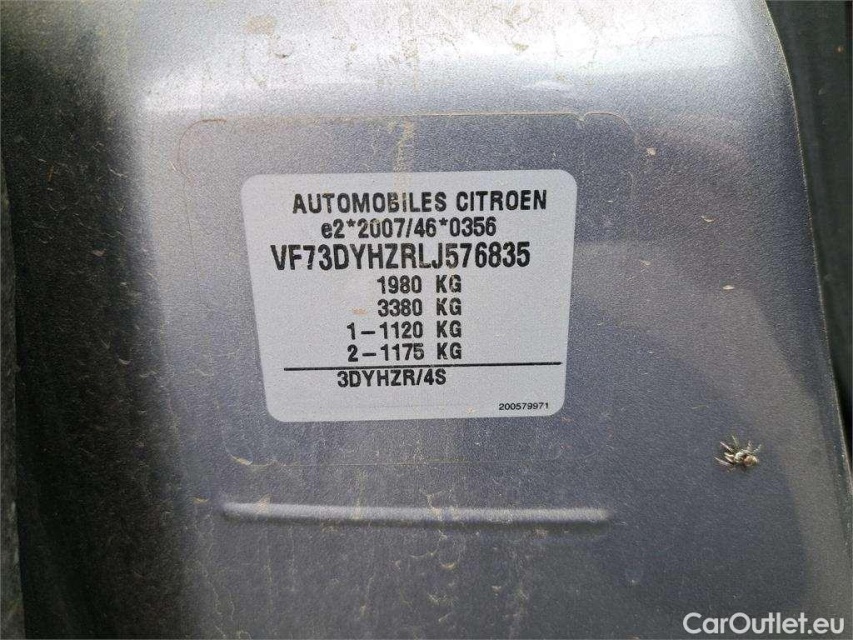 AUTOMOBILES CITROEN
e2*2007/46*0356
VF73DYHZRLJ576835
1980 KG
3380 KG
1-1120 KG
2-1175 KG
3DYHZR/4S
200579971
CarOutlet.eu